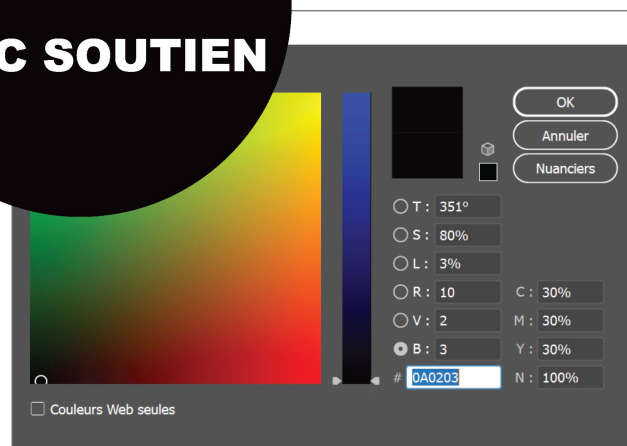 C SOUTIEN
OK
Annuler
Nuanciers
T : 351°
S : 80%
L : 3%
R : 10 C : 30%
V : 2 M : 30%
B : 3 Y : 30%
# 0A0203 N : 100%
Couleurs Web seules